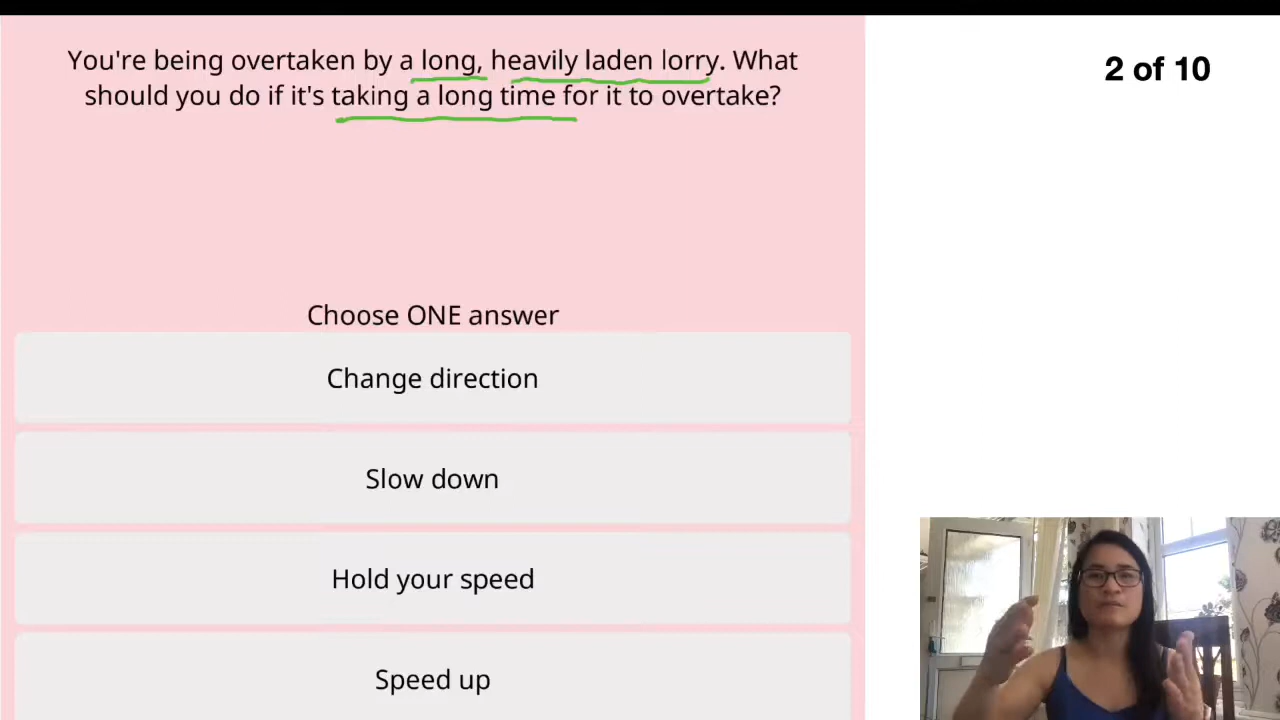 You're being overtaken by a long, heavily laden lorry. What
should you do if it's taking a long time for it to overtake?
2 of 10
Choose ONE answer
Change direction
Slow down
Hold your speed
Speed up